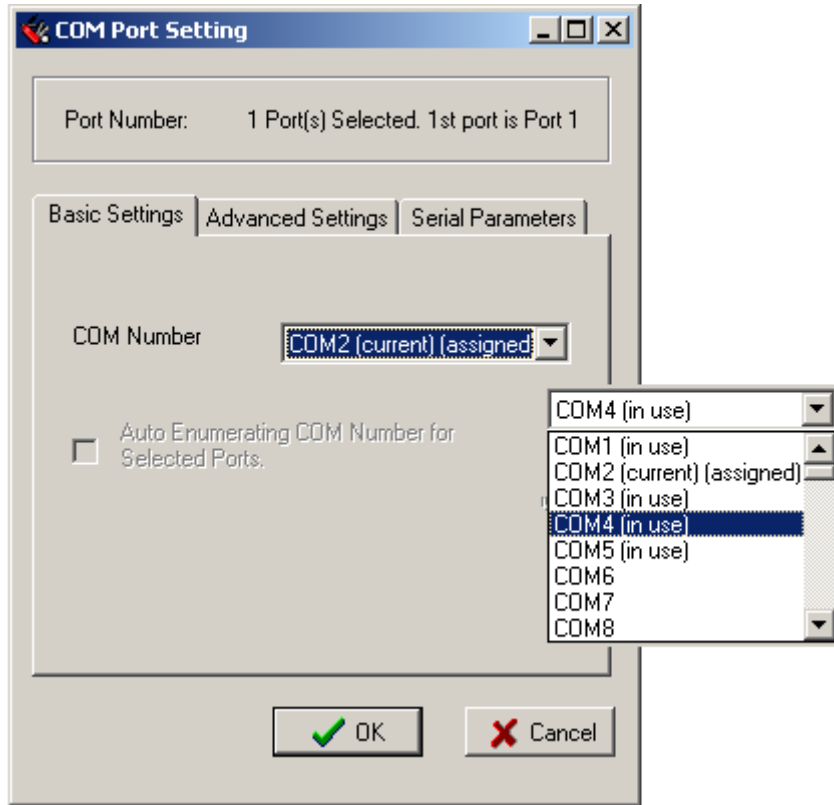 COM Port Setting
Port Number: 1 Port(s) Selected. 1st port is Port 1
Basic Settings Advanced Settings Serial Parameters
COM Number COM2 (current) (assigned
Auto Enumerating COM Number for
Selected Ports.
COM4 (in use)
COM1 (in use)
COM2 (current) (assigned)
COM3 (in use)
COM4 (in use)
COM5 (in use)
COM6
COM7
COM8
OK Cancel